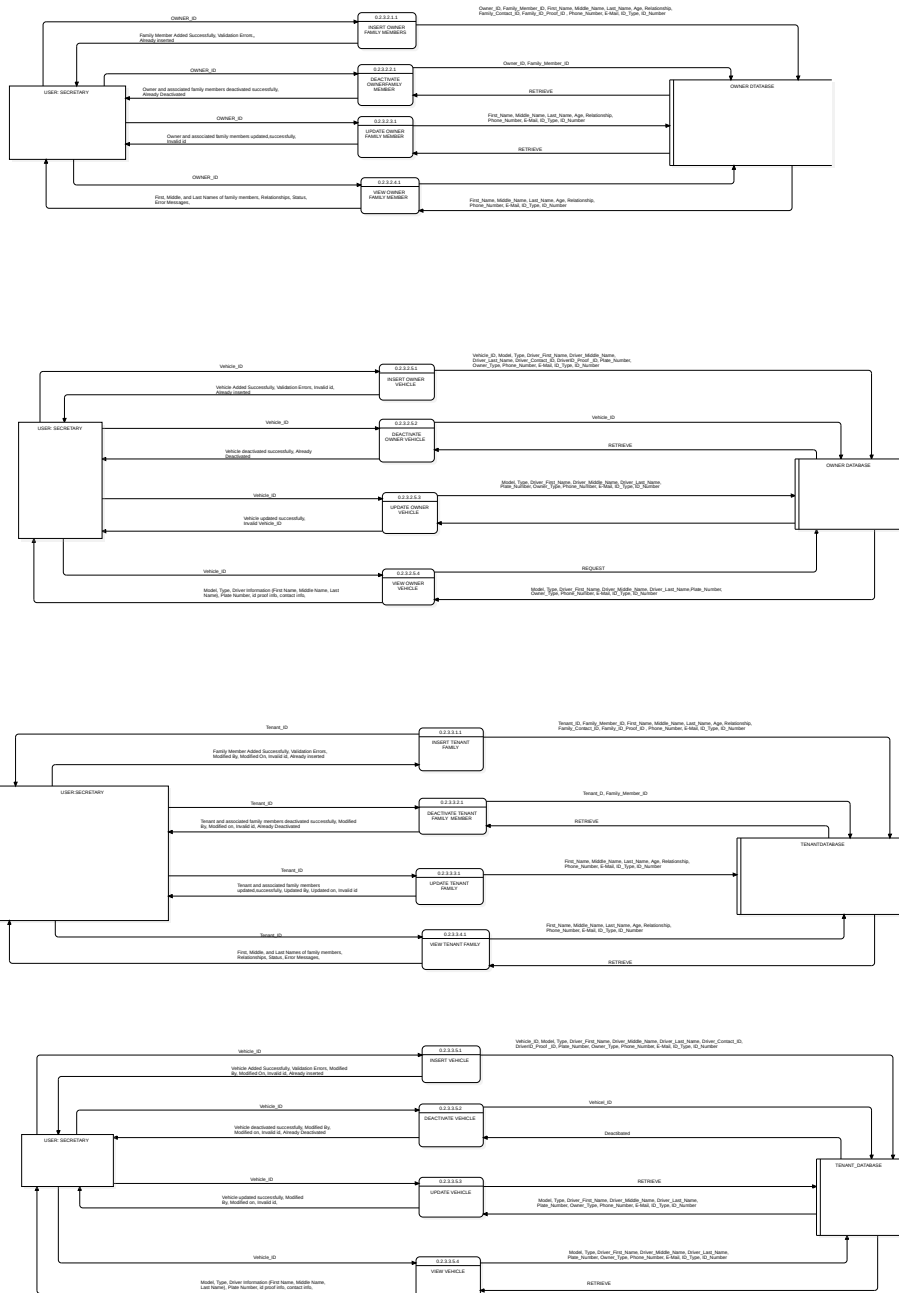 OWNER_ID
0.2.3.2.1.1
INSERT OWNER
FAMILY MEMBERS
Owner_ID, Family_Member_ID, First_Name, Middle_Name, Last_Name, Age, Relationship,
Family_Contact_ID, Family_ID_Proof_ID , Phone_Number, E-Mail, ID_Type, ID_Number
Family Member Added Successfully, Validation Errors.,
Already inserted
OWNER_ID
0.2.3.2.2.1
DEACTIVATE
OWNERFAMILY
MEMBER
Owner_ID, Family_Member_ID
USER: SECRETARY
Owner and associated family members deactivated successfully,
Already Deactivated
RETRIEVE
OWNER DTATBSE
OWNER_ID
0.2.3.2.3.1
UPDATE OWNER
FAMILY MEMBER
First_Name, Middle_Name, Last_Name, Age, Relationship,
Phone_Number, E-Mail, ID_Type, ID_Number
Owner and associated family members updated,successfully,
Invalid id
RETRIEVE
OWNER_ID
0.2.3.2.4.1
VIEW OWNER
FAMILY MEMBER
First, Middle, and Last Names of family members, Relationships, Status,
Error Messages,
First_Name, Middle_Name, Last_Name, Age, Relationship,
Phone_Number, E-Mail, ID_Type, ID_Number
Vehicle_ID
0.2.3.2.5.1
INSERT OWNER
VEHICLE
Vehicle_ID, Model, Type, Driver_First_Name, Driver_Middle_Name,
Driver_Last_Name, Driver_Contact_ID, DriverID_Proof _ID, Plate_Number,
Owner_Type, Phone_Number, E-Mail, ID_Type, ID_Number
Vehicle Added Successfully, Validation Errors, Invalid id,
Already inserted
USER: SECRETARY
Vehicle_ID
0.2.3.2.5.2
DEACTIVATE
OWNER VEHICLE
Vehicle_ID
Vehicle deactivated successfully, Already
Deactivated
RETRIEVE
OWNER DATABASE
Vehicle_ID
0.2.3.2.5.3
UPDATE OWNER
VEHICLE
Model, Type, Driver_First_Name, Driver_Middle_Name, Driver_Last_Name,
Plate_Number, Owner_Type, Phone_Number, E-Mail, ID_Type, ID_Number
Vehicle updated successfully,
Invalid Vehicle_ID
Vehicle_ID
0.2.3.2.5.4
VIEW OWNER
VEHICLE
REQUEST
Model, Type, Driver Information (First Name, Middle Name, Last
Name), Plate Number, id proof info, contact info,
Model, Type, Driver_First_Name, Driver_Middle_Name, Driver_Last_Name,Plate_Number,
Owner_Type, Phone_Number, E-Mail, ID_Type, ID_Number
Tenant_ID
0.2.3.3.1.1
INSERT TENANT
FAMILY
Tenant_ID, Family_Member_ID, First_Name, Middle_Name, Last_Name, Age, Relationship,
Family_Contact_ID, Family_ID_Proof_ID , Phone_Number, E-Mail, ID_Type, ID_Number
Family Member Added Successfully, Validation Errors,
Modified By, Modified On, Invalid id, Already inserted
USER:SECRETARY
Tenant_ID
0.2.3.3.2.1
DEACTIVATE TENANT
FAMILY MEMBER
Tenant_D, Family_Member_ID
Tenant and associated family members deactivated successfully, Modified
By, Modified on, Invalid id, Already Deactivated
RETRIEVE
TENANTDATABASE
Tenant_ID
0.2.3.3.3.1
UPDATE TENANT
FAMILY
First_Name, Middle_Name, Last_Name, Age, Relationship,
Phone_Number, E-Mail, ID_Type, ID_Number
Tenant and associated family members
updated,successfully, Updated By, Updated on, Invalid id
Tenant_ID
0.2.3.3.4.1
VIEW TENANT FAMILY
First_Name, Middle_Name, Last_Name, Age, Relationship,
Phone_Number, E-Mail, ID_Type, ID_Number
First, Middle, and Last Names of family members,
Relationships, Status, Error Messages,
RETRIEVE
Vehicle_ID
0.2.3.3.5.1
INSERT VEHICLE
Vehicle_ID, Model, Type, Driver_First_Name, Driver_Middle_Name, Driver_Last_Name, Driver_Contact_ID,
DriverID_Proof _ID, Plate_Number, Owner_Type, Phone_Number, E-Mail, ID_Type, ID_Number
Vehicle Added Successfully, Validation Errors, Modified
By, Modified On, Invalid id, Already inserted
Vehicle_ID
0.2.3.3.5.2
DEACTIVATE VEHICLE
Vehicel_ID
USER: SECRETARY
Vehicle deactivated successfully, Modified By,
Modified on, Invalid id, Already Deactivated
Deactibated
TENANT_DATABASE
Vehicle_ID
0.2.3.3.5.3
UPDATE VEHICLE
RETRIEVE
Vehicle updated successfully, Modified
By, Modified on, Invalid id,
Model, Type, Driver_First_Name, Driver_Middle_Name, Driver_Last_Name,
Plate_Number, Owner_Type, Phone_Number, E-Mail, ID_Type, ID_Number
Vehicle_ID
0.2.3.3.5.4
VIEW VEHICLE
Model, Type, Driver_First_Name, Driver_Middle_Name, Driver_Last_Name,
Plate_Number, Owner_Type, Phone_Number, E-Mail, ID_Type, ID_Number
Model, Type, Driver Information (First Name, Middle Name,
Last Name), Plate Number, id proof info, contact info,
RETRIEVE